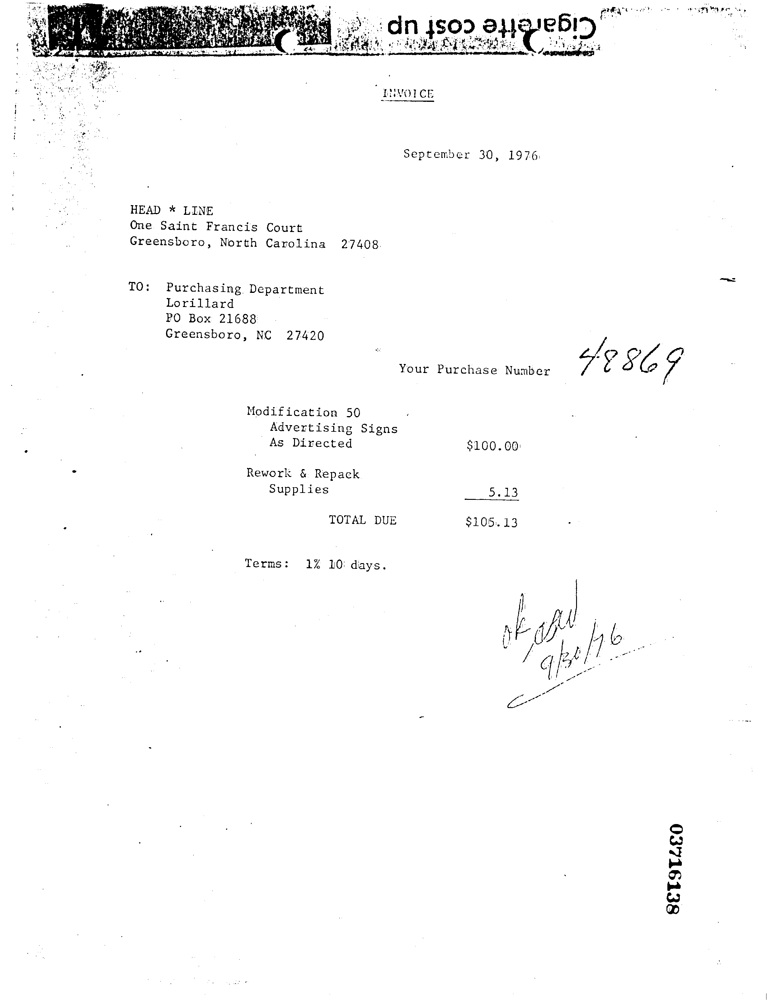 Cigarette cost up
INVOICE
September 30, 1976
HEAD * LINE
One Saint Francis Court
Greensboro, North Carolina 27408
TO: Purchasing Department
Lorillard
PO Box 21688
Greensboro, NC 27420
Your Purchase Number 48869
Modification 50
Advertising Signs
As Directed $100.00
Rework & Repack
Supplies 5.13
TOTAL DUE $105.13
Terms: 1% 10 days.
ok
9/30/76
03716138